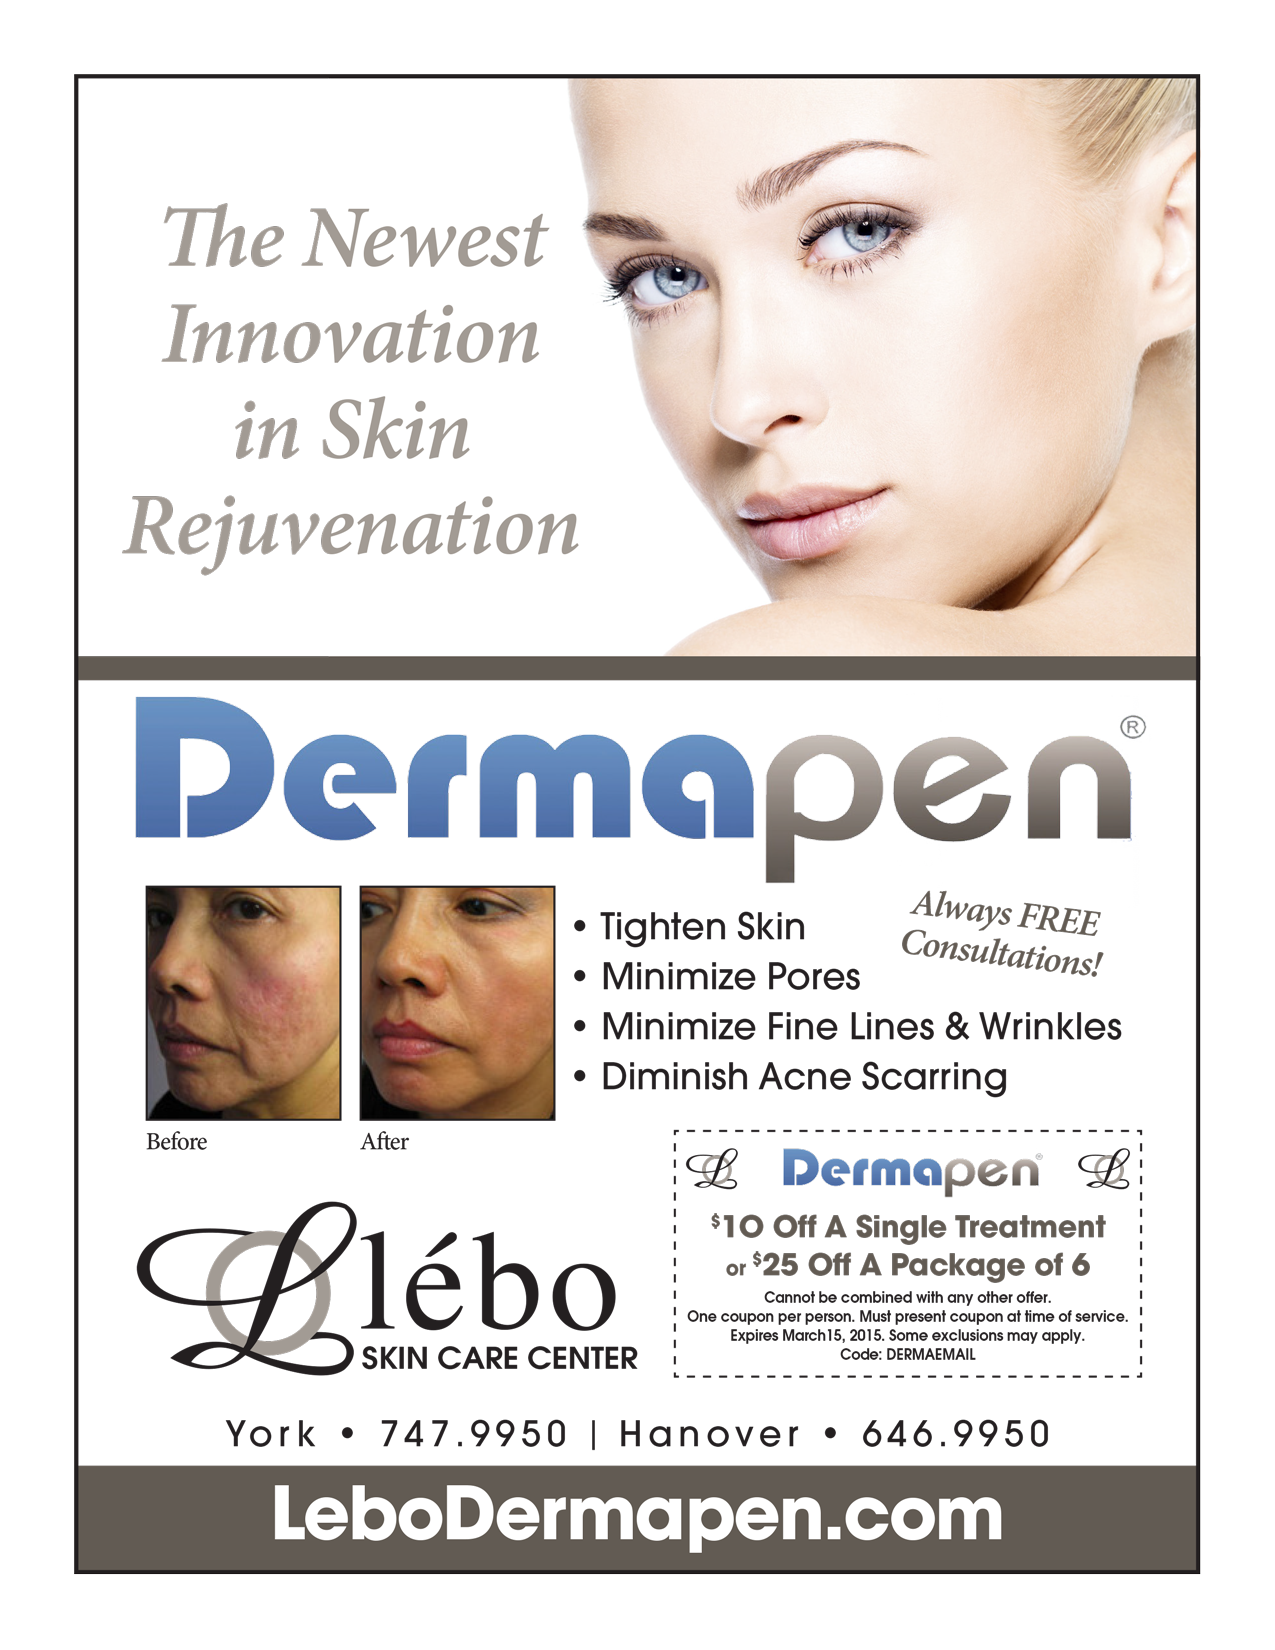 The Newest
Innovation
in Skin
Rejuvenation
Dermapen®
Always FREE
Consultations!
• Tighten Skin
• Minimize Pores
• Minimize Fine Lines & Wrinkles
• Diminish Acne Scarring
Before
After
L Dermapen® L
$10 Off A Single Treatment
or $25 Off A Package of 6
Cannot be combined with any other offer.
One coupon per person. Must present coupon at time of service.
Expires March15, 2015. Some exclusions may apply.
Code: DERMAEMAIL
L lébo
SKIN CARE CENTER
York • 747.9950 | Hanover • 646.9950
LeboDermapen.com